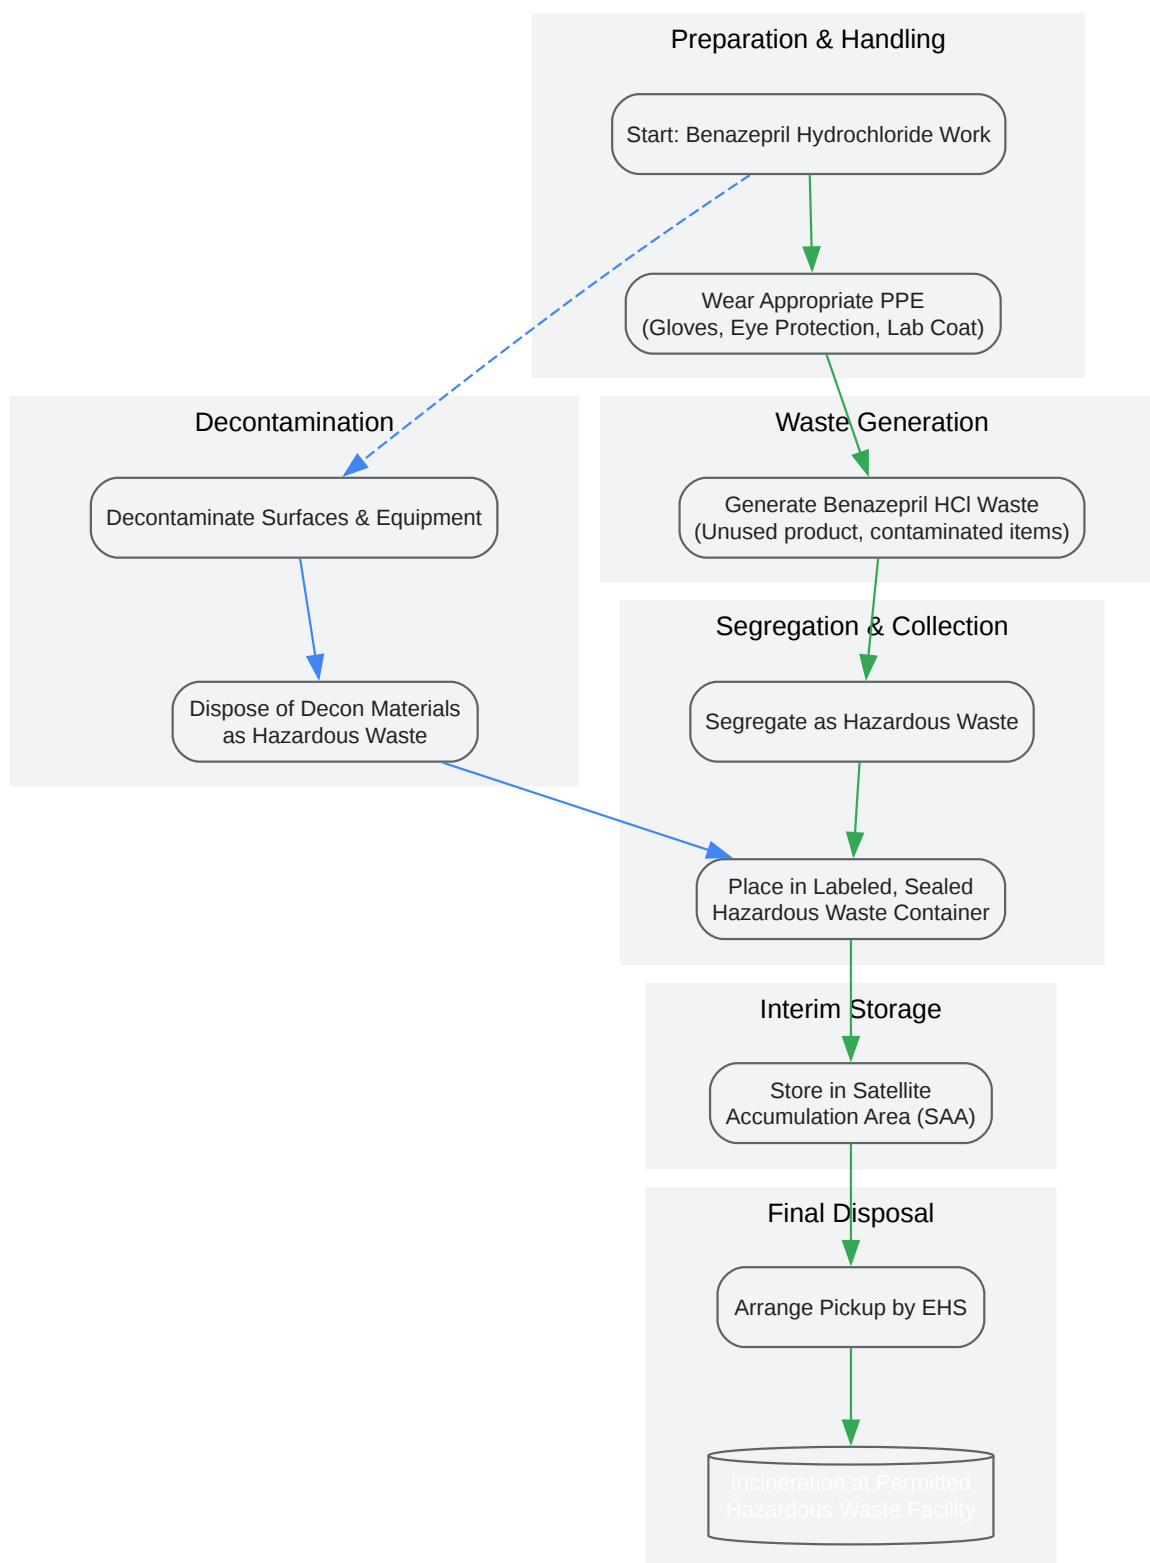 Preparation & Handling
Start: Benazepril Hydrochloride Work
Wear Appropriate PPE
(Gloves, Eye Protection, Lab Coat)
Decontamination
Decontaminate Surfaces & Equipment
Dispose of Decon Materials
as Hazardous Waste
Waste Generation
Generate Benazepril HCl Waste
(Unused product, contaminated items)
Segregation & Collection
Segregate as Hazardous Waste
Place in Labeled, Sealed
Hazardous Waste Container
Interim Storage
Store in Satellite
Accumulation Area (SAA)
Final Disposal
Arrange Pickup by EHS
Incineration at Permitted
Hazardous Waste Facility